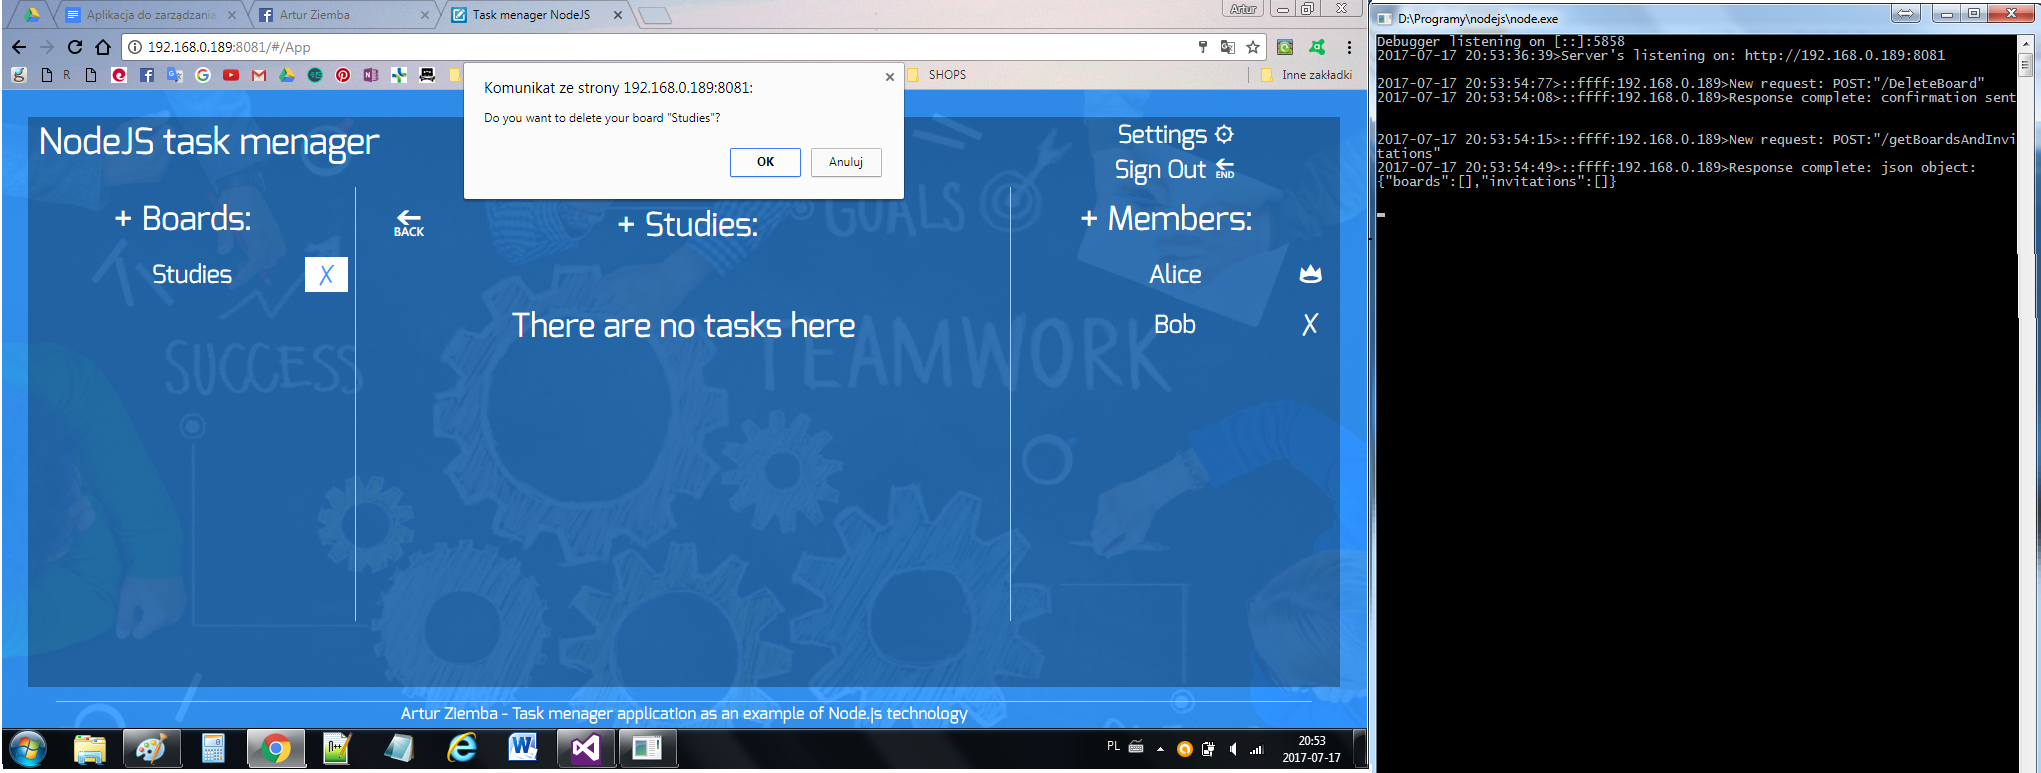 Aplikacja do zarządzania
Artur Ziemba
Task menager NodeJS
Artur
192.168.0.189:8081/#/App
R
SHOPS
Inne zakładki
Komunikat ze strony 192.168.0.189:8081:
Do you want to delete your board "Studies"?
OK
Anuluj
NodeJS task menager
Settings
Sign Out
END
+ Boards:
BACK
+ Studies:
+ Members:
GOALS
Studies
X
Alice
There are no tasks here
Bob
X
SUCCESS
TEAMWORK
Artur Ziemba - Task menager application as an example of Node.js technology
PL
20:53
2017-07-17
D:\Programy\nodejs\node.exe
Debugger listening on [::]:5858
2017-07-17 20:53:36:39>Server's listening on: http://192.168.0.189:8081
2017-07-17 20:53:54:77>::ffff:192.168.0.189>New request: POST:"/DeleteBoard"
2017-07-17 20:53:54:08>::ffff:192.168.0.189>Response complete: confirmation sent
2017-07-17 20:53:54:15>::ffff:192.168.0.189>New request: POST:"/getBoardsAndInvi
tations"
2017-07-17 20:53:54:49>::ffff:192.168.0.189>Response complete: json object:
{"boards":[],"invitations":[]}